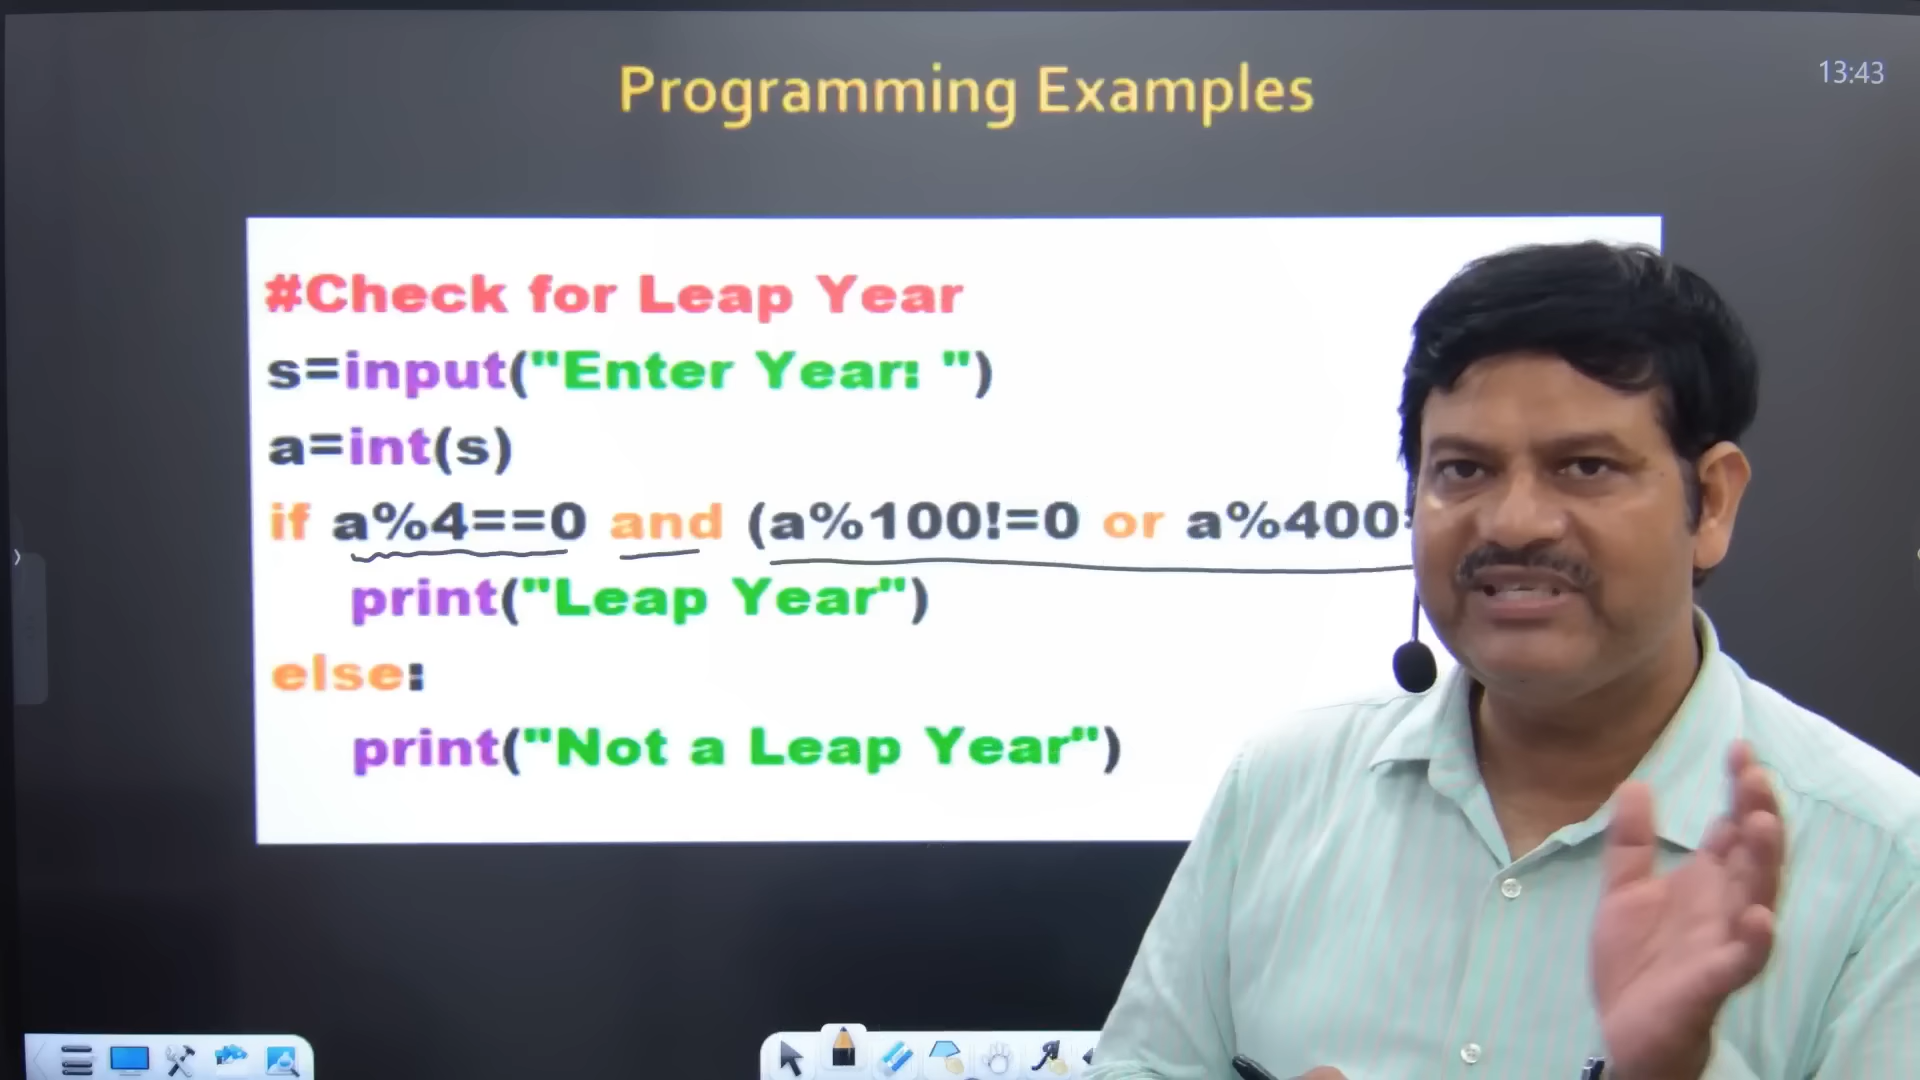 Programming Examples
13:43
#Check for Leap Year
s=input("Enter Year: ")
a=int(s)
if a%4==0 and (a%100!=0 or a%400
print("Leap Year")
else:
print("Not a Leap Year")